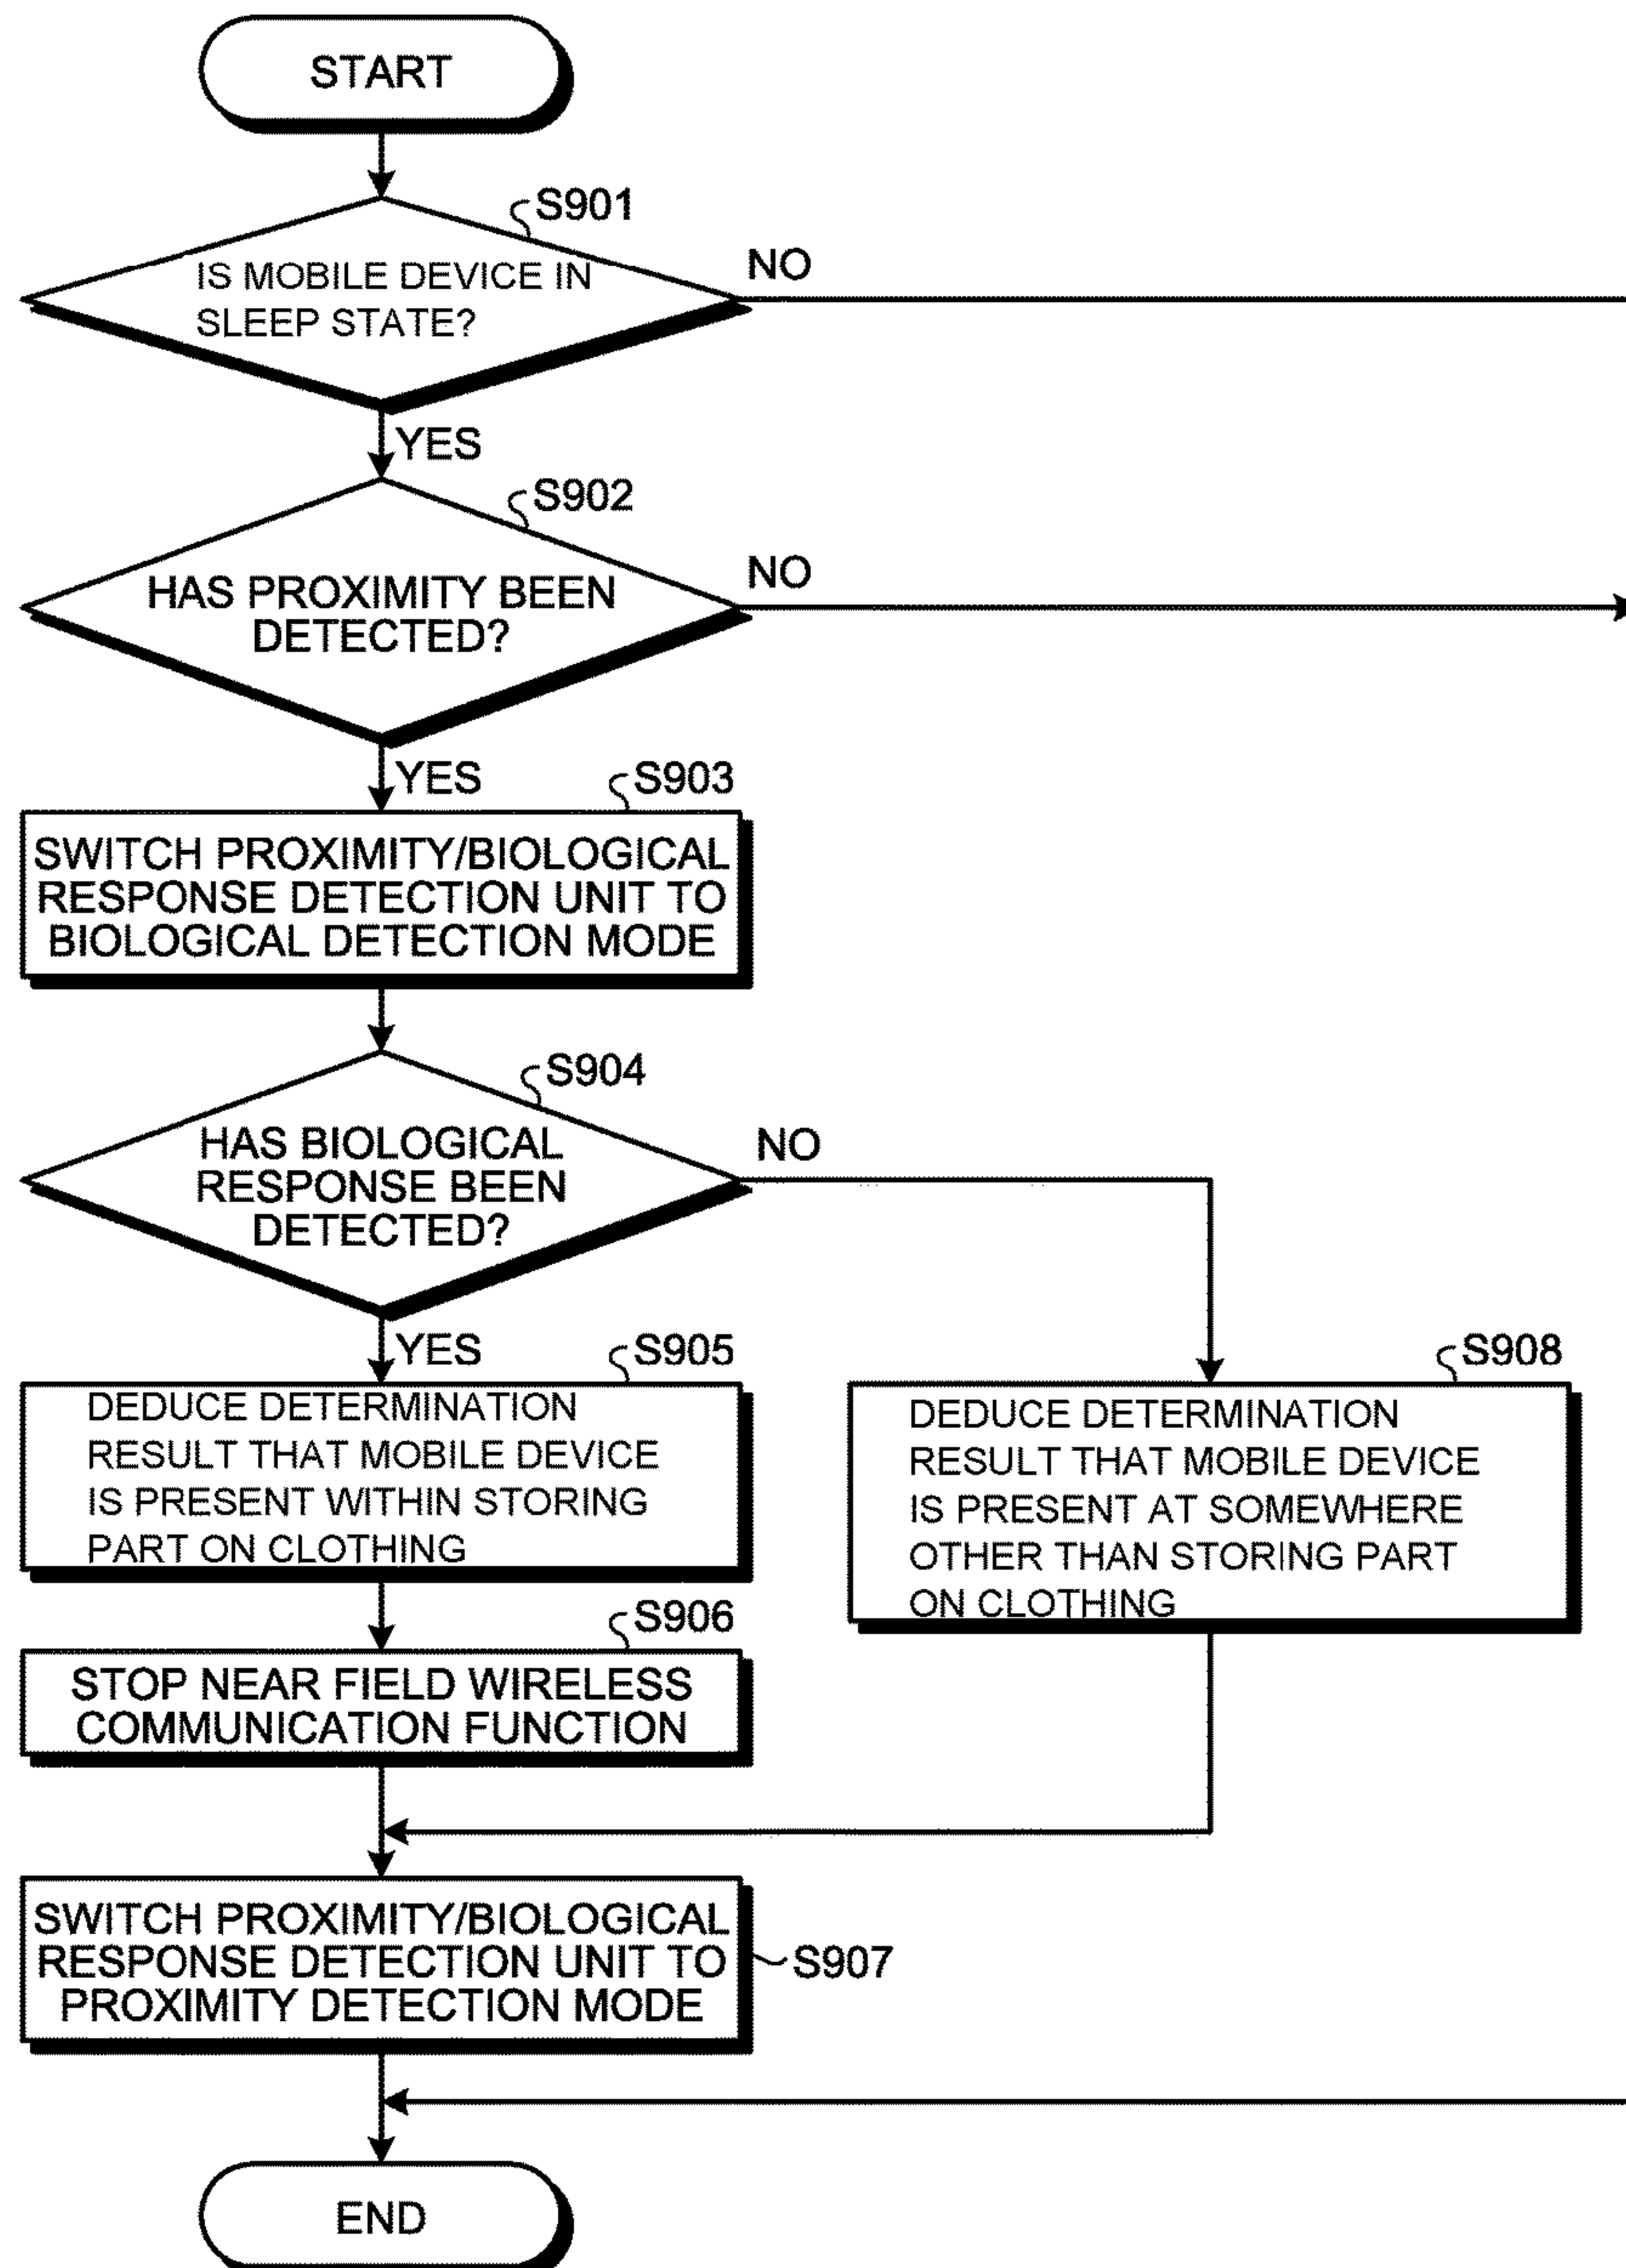 START
S901
IS MOBILE DEVICE IN
SLEEP STATE?
NO
YES
S902
HAS PROXIMITY BEEN
DETECTED?
NO
YES
S903
SWITCH PROXIMITY/BIOLOGICAL
RESPONSE DETECTION UNIT TO
BIOLOGICAL DETECTION MODE
S904
HAS BIOLOGICAL
RESPONSE BEEN
DETECTED?
NO
YES
S905
DEDUCE DETERMINATION
RESULT THAT MOBILE DEVICE
IS PRESENT WITHIN STORING
PART ON CLOTHING
S908
DEDUCE DETERMINATION
RESULT THAT MOBILE DEVICE
IS PRESENT AT SOMEWHERE
OTHER THAN STORING PART
ON CLOTHING
S906
STOP NEAR FIELD WIRELESS
COMMUNICATION FUNCTION
SWITCH PROXIMITY/BIOLOGICAL
RESPONSE DETECTION UNIT TO
PROXIMITY DETECTION MODE
S907
END